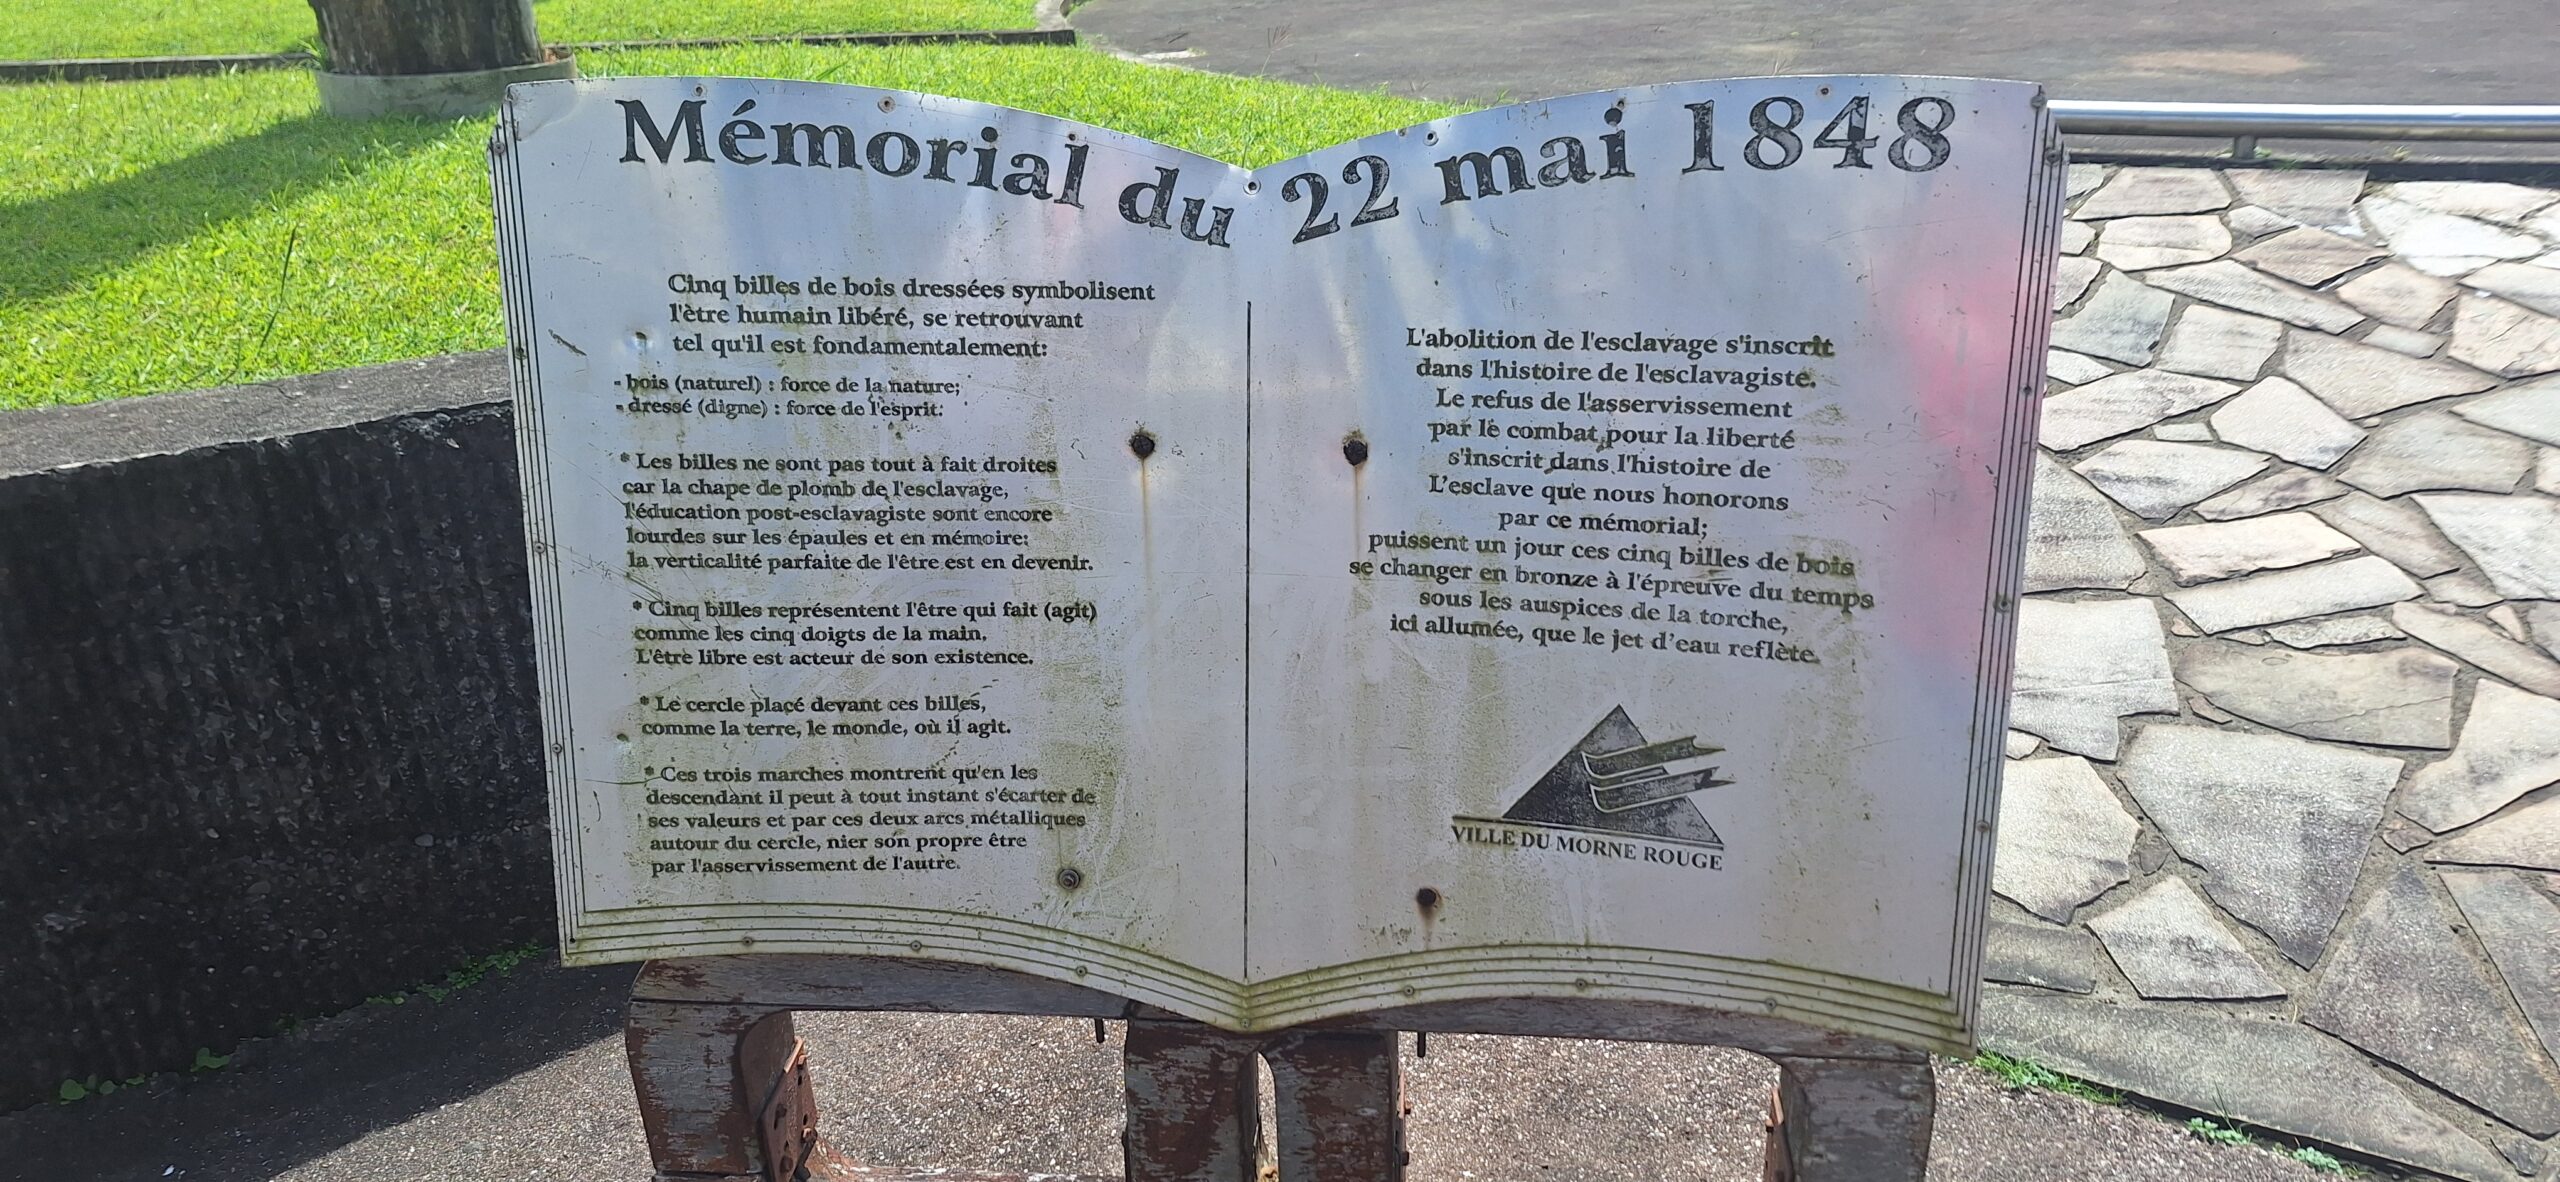 Mémorial du 22 mai 1848
Cinq billes de bois dressées symbolisent
l'ètre humain libéré, se retrouvant
tel qu'il est fondamentalement:
- bois (naturel) : force de la nature;
- dressé (digne) : force de l'esprit:
* Les billes ne sont pas tout à fait droites
car la chape de plomb de l'esclavage,
l'éducation post-esclavagiste sont encore
lourdes sur les épaules et en mémoire;
la verticalité parfaite de l'être est en devenir.
* Cinq billes représentent l'être qui fait (agit)
comme les cinq doigts de la main.
L'être libre est acteur de son existence.
* Le cercle placé devant ces billes,
comme la terre, le monde, où il agit.
* Ces trois marches montrent qu'en les
descendant il peut à tout instant s'écarter de
ses valeurs et par ces deux arcs métalliques
autour du cercle, nier son propre être
par l'asservissement de l'autre.
L'abolition de l'esclavage s'inscrit
dans l'histoire de l'esclavagiste.
Le refus de l'asservissement
par le combat pour la liberté
s'inscrit dans l'histoire de
L'esclave que nous honorons
par ce mémorial;
puissent un jour ces cinq billes de bois
se changer en bronze à l'épreuve du temps
sous les auspices de la torche,
ici allumée, que le jet d'eau reflète.
VILLE DU MORNE ROUGE